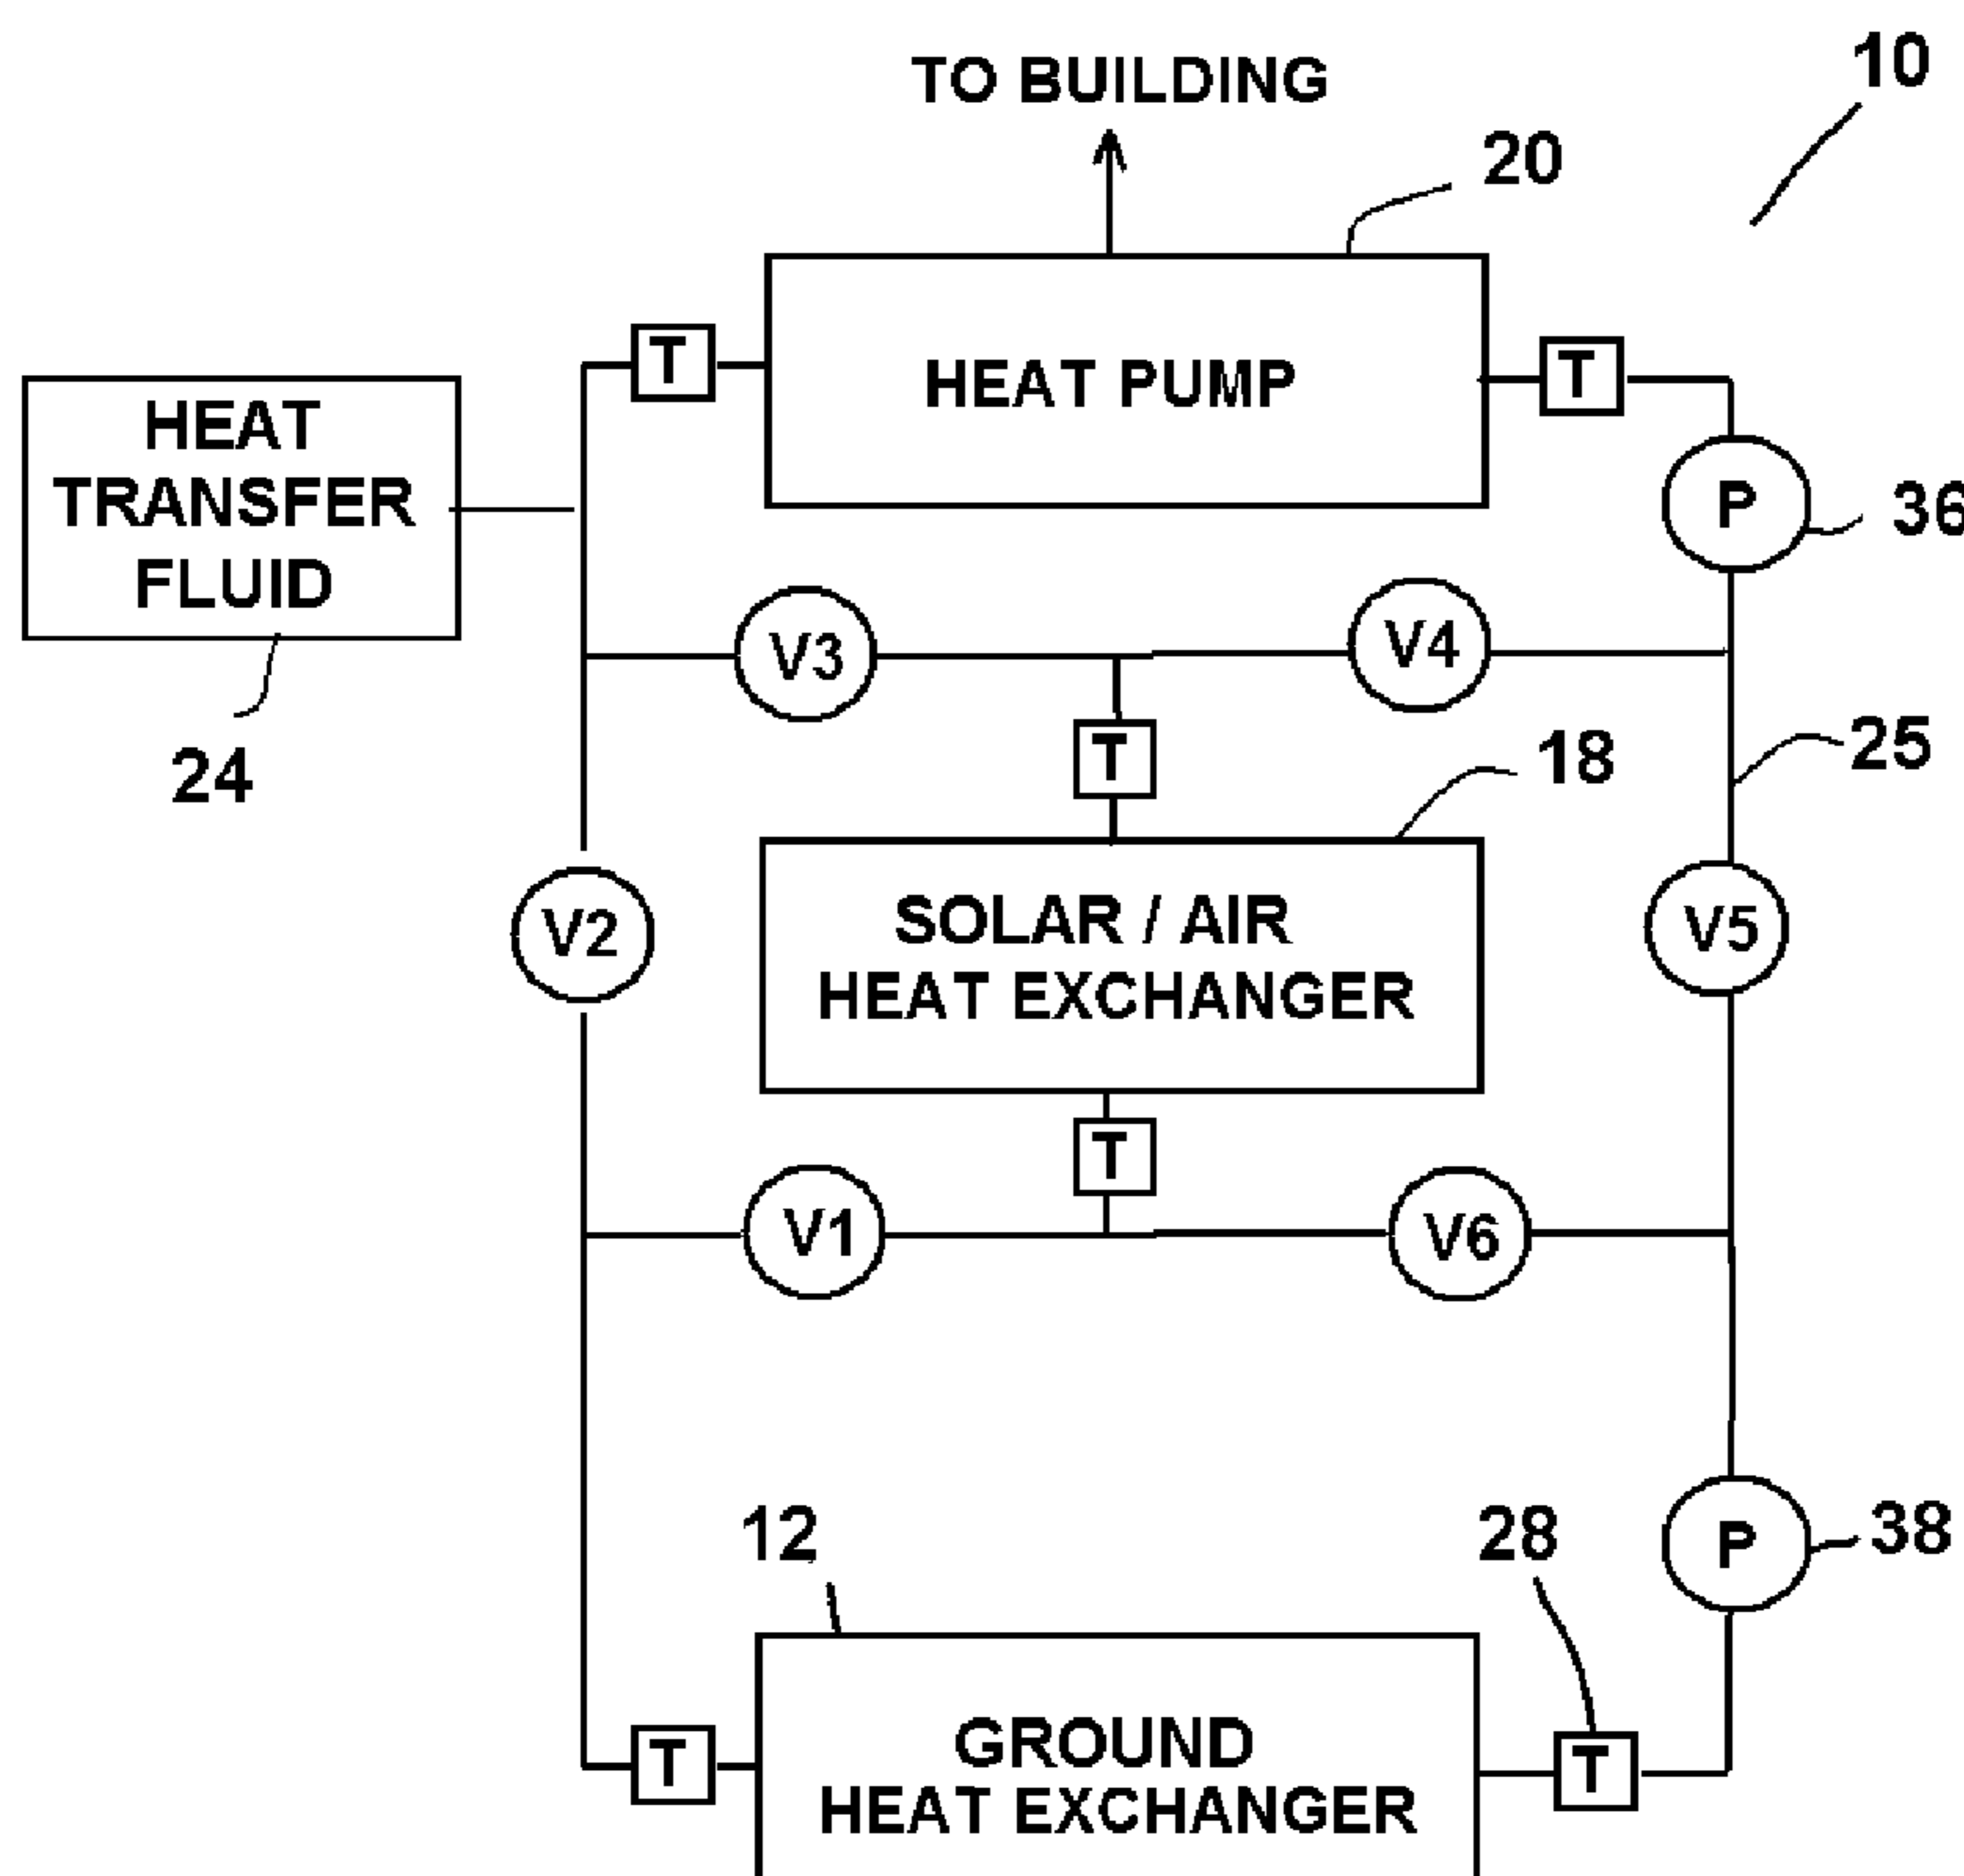 10
TO BUILDING
20
T
HEAT PUMP
T
HEAT
TRANSFER
FLUID
P
36
V3
V4
24
T
18
25
SOLAR / AIR
HEAT EXCHANGER
V2
V5
T
V1
V6
12
28
P
38
T
GROUND
HEAT EXCHANGER
T